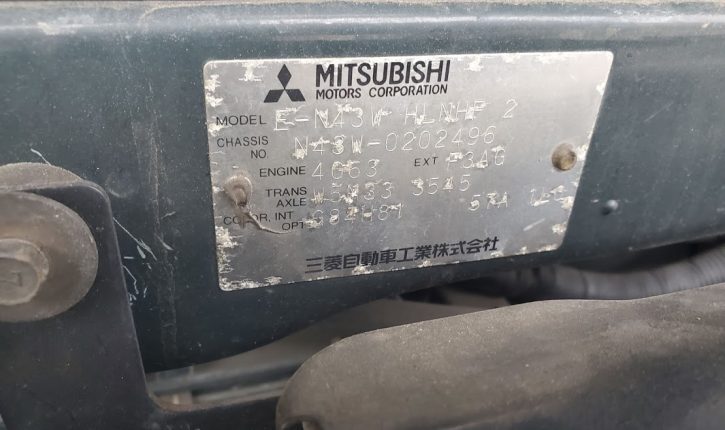 MITSUBISHI
MOTORS CORPORATION
MODEL E-N43W HLNHF 2
CHASSIS NO. N43W-0202496
ENGINE 4G63 EXT
TRANS AXLE W5M33 3545
COLOR, INT OPT
三菱自動車工業株式会社